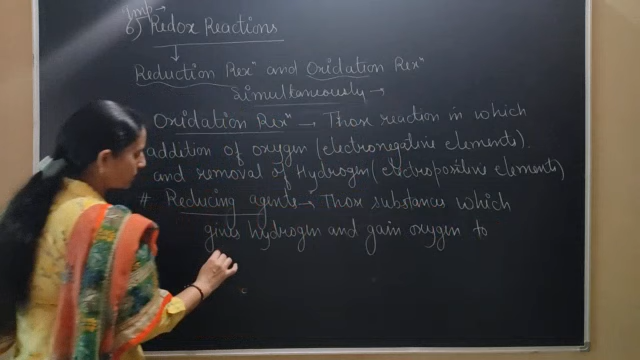 Imp →
6) Redox Reactions
↓
Reduction Rexⁿ and Oxidation Rexⁿ
Simultaneously →
Oxidation Rexⁿ → Those reaction in which
addition of oxygen (electronegative elements).
and removal of Hydrogen (electropositive elements)
# Reducing agents → Those substances which
gives hydrogen and gain oxygen to